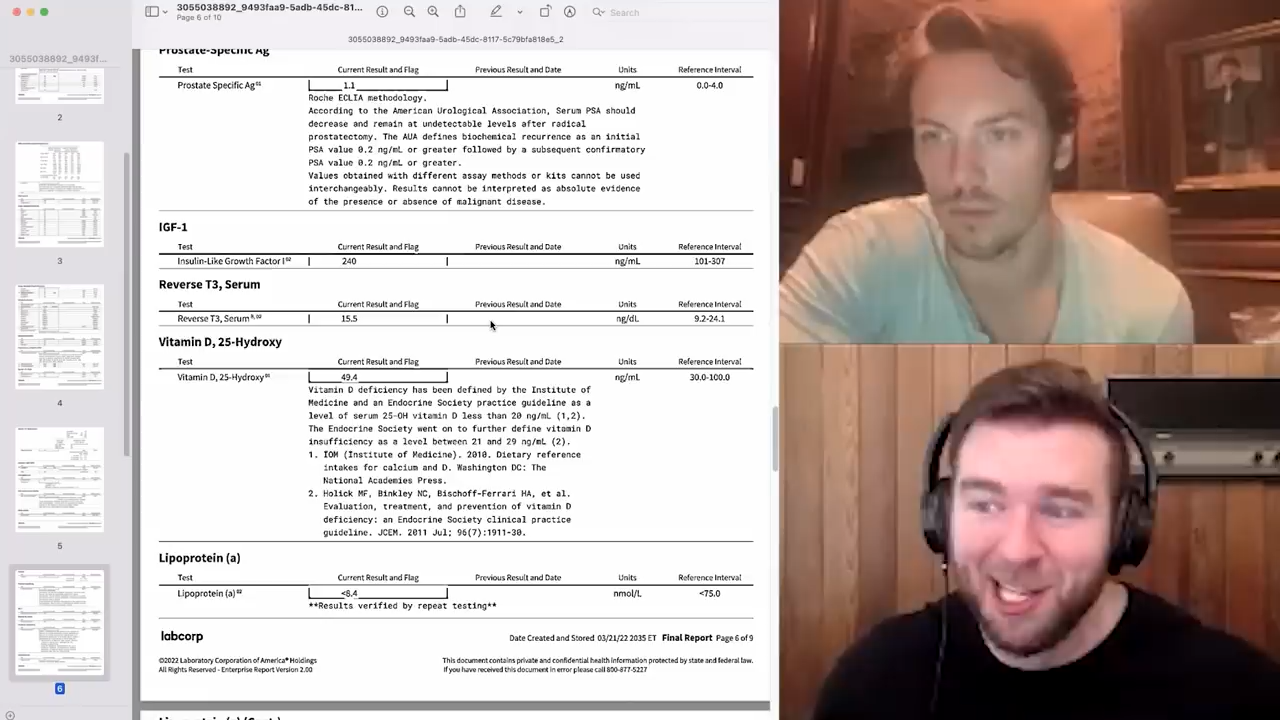 3055038892_9493faa9-5adb-45dc-81...
Page 6 of 10
Search
3055038892_9493f...
3055038892_9493faa9-5adb-45dc-8117-5c79bfa818e5_2
2
3
4
5
6
Prostate-Specific Ag
Test Current Result and Flag Previous Result and Date Units Reference Interval
Prostate Specific Ag 01 1.1 ng/mL 0.0-4.0
Roche ECLIA methodology.
According to the American Urological Association, Serum PSA should
decrease and remain at undetectable levels after radical
prostatectomy. The AUA defines biochemical recurrence as an initial
PSA value 0.2 ng/mL or greater followed by a subsequent confirmatory
PSA value 0.2 ng/mL or greater.
Values obtained with different assay methods or kits cannot be used
interchangeably. Results cannot be interpreted as absolute evidence
of the presence or absence of malignant disease.
IGF-1
Test Current Result and Flag Previous Result and Date Units Reference Interval
Insulin-Like Growth Factor I 02 240 ng/mL 101-307
Reverse T3, Serum
Test Current Result and Flag Previous Result and Date Units Reference Interval
Reverse T3, Serum 15.5 ng/dL 9.2-24.1
Vitamin D, 25-Hydroxy
Test Current Result and Flag Previous Result and Date Units Reference Interval
Vitamin D, 25-Hydroxy 01 49.4 ng/mL 30.0-100.0
Vitamin D deficiency has been defined by the Institute of
Medicine and an Endocrine Society practice guideline as a
level of serum 25-OH vitamin D less than 20 ng/mL (1,2).
The Endocrine Society went on to further define vitamin D
insufficiency as a level between 21 and 29 ng/mL (2).
1. IOM (Institute of Medicine). 2010. Dietary reference
intakes for calcium and D. Washington DC: The
National Academies Press.
2. Holick MF, Binkley NC, Bischoff-Ferrari HA, et al.
Evaluation, treatment, and prevention of vitamin D
deficiency: an Endocrine Society clinical practice
guideline. JCEM. 2011 Jul; 96(7):1911-30.
Lipoprotein (a)
Test Current Result and Flag Previous Result and Date Units Reference Interval
Lipoprotein (a) 02 <8.4 nmol/L <75.0
**Results verified by repeat testing**
labcorp
Date Created and Stored 03/21/22 2035 ET Final Report Page 6 of 9
©2022 Laboratory Corporation of America® Holdings
All Rights Reserved - Enterprise Report Version 2.00
This document contains private and confidential health information protected by state and federal law.
If you have received this document in error please call 800-877-5227